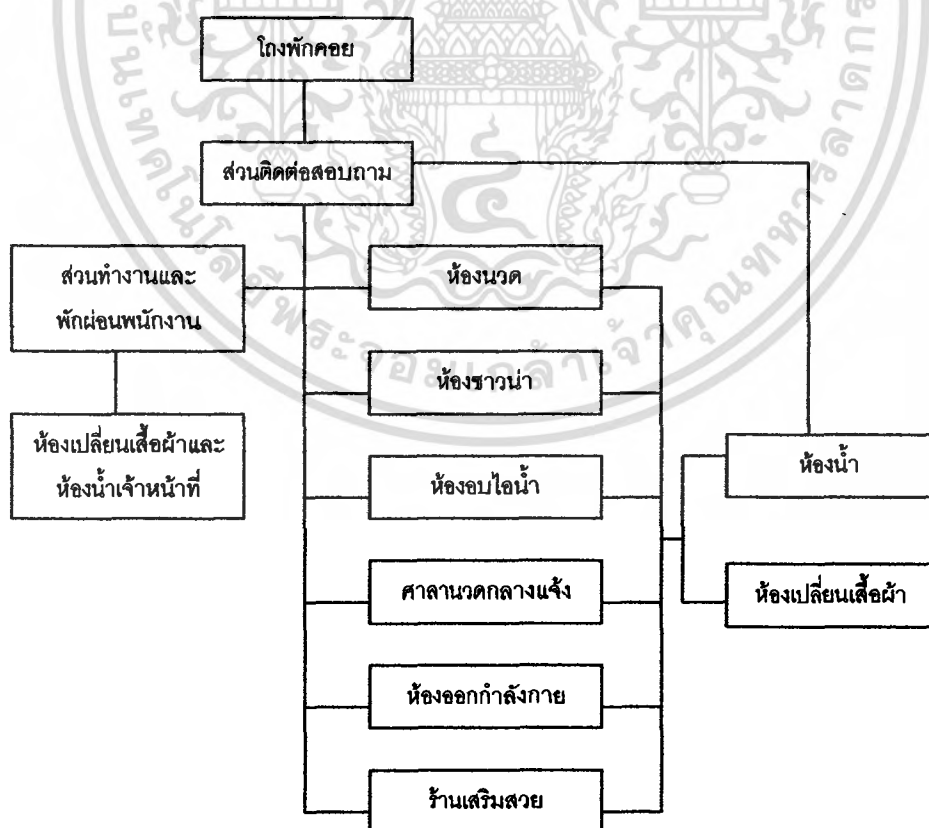 โถงพักคอย
ส่วนติดต่อสอบถาม
ส่วนทำงานและ
พักผ่อนพนักงาน
ห้องนวด
ห้องซาวน่า
ห้องเปลี่ยนเสื้อผ้าและ
ห้องน้ำเจ้าหน้าที่
ห้องน้ำ
ห้องอบไอน้ำ
ศาลานวดกลางแจ้ง
ห้องเปลี่ยนเสื้อผ้า
ห้องออกกำลังกาย
ร้านเสริมสวย